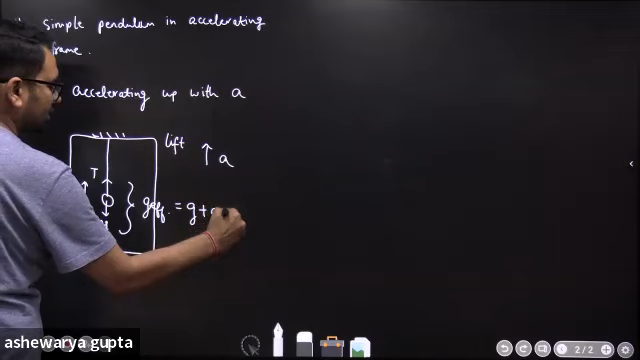 simple pendulum in accelerating
frame.
accelerating up with a
lift ↑ a
T
geff. = g+
ashewarya gupta
2/2